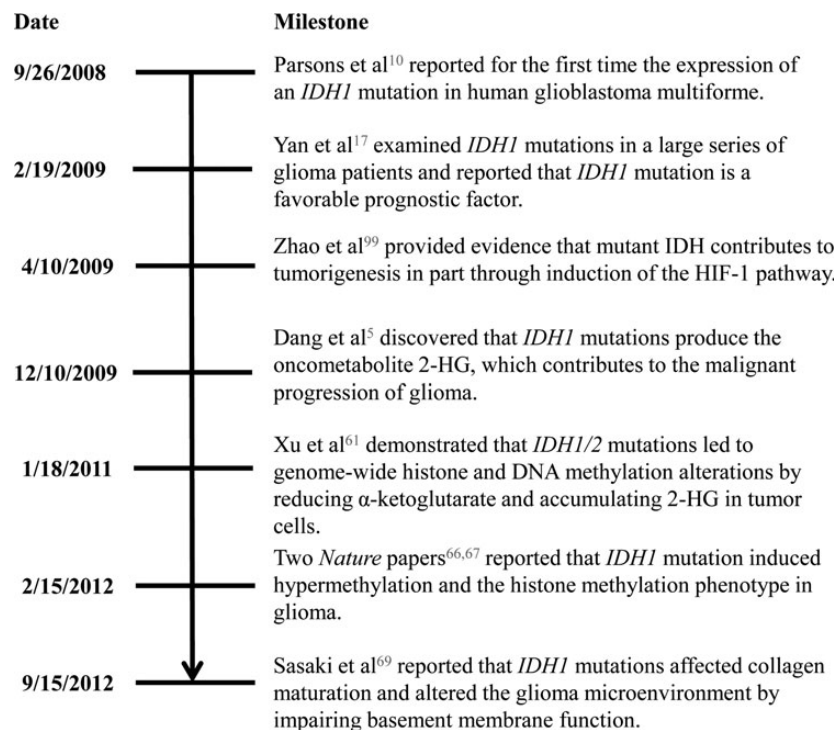 Date Milestone
9/26/2008 Parsons et al10 reported for the first time the expression of
an IDH1 mutation in human glioblastoma multiforme.
Yan et al17 examined IDH1 mutations in a large series of
2/19/2009 glioma patients and reported that IDH1 mutation is a
favorable prognostic factor.
Zhao et al99 provided evidence that mutant IDH contributes to
4/10/2009 tumorigenesis in part through induction of the HIF-1 pathway.
Dang et al5 discovered that IDH1 mutations produce the
12/10/2009 oncometabolite 2-HG, which contributes to the malignant
progression of glioma.
Xu et al61 demonstrated that IDH1/2 mutations led to
1/18/2011 genome-wide histone and DNA methylation alterations by
reducing α-ketoglutarate and accumulating 2-HG in tumor
cells.
Two Nature papers66,67 reported that IDH1 mutation induced
2/15/2012 hypermethylation and the histone methylation phenotype in
glioma.
Sasaki et al69 reported that IDH1 mutations affected collagen
9/15/2012 maturation and altered the glioma microenvironment by
impairing basement membrane function.